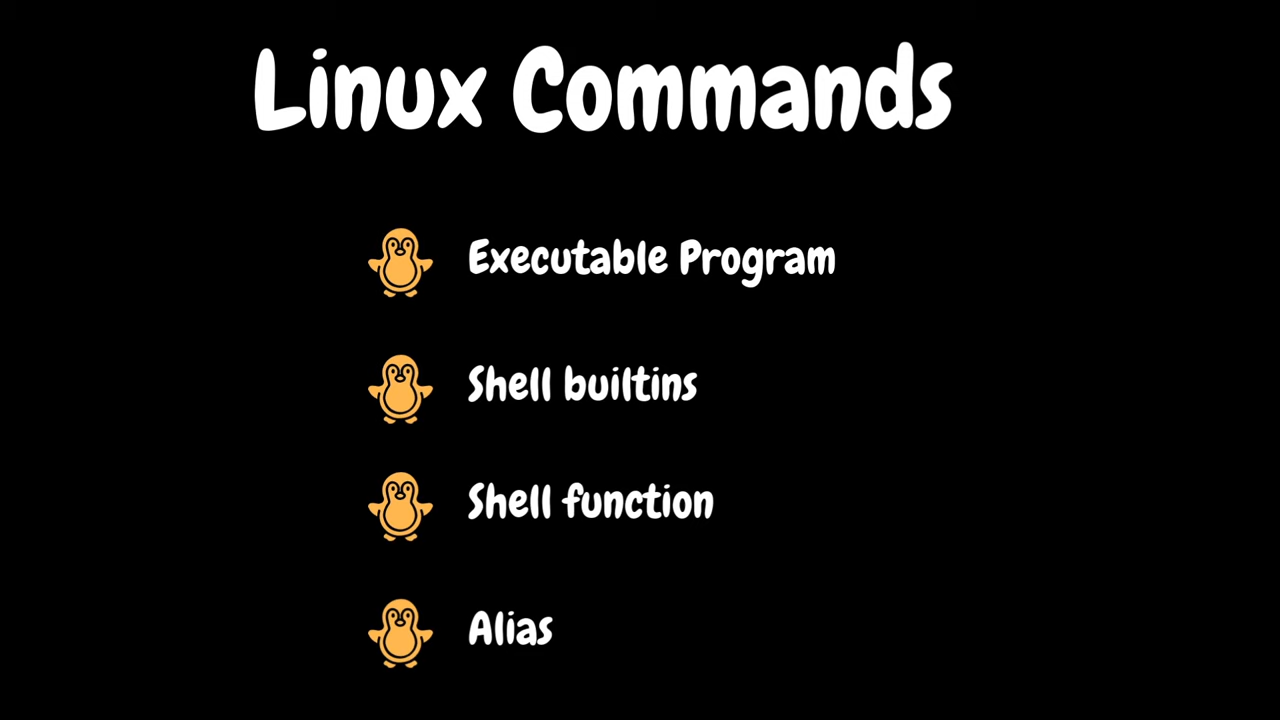 Linux Commands
Executable Program
Shell builtins
Shell function
Alias